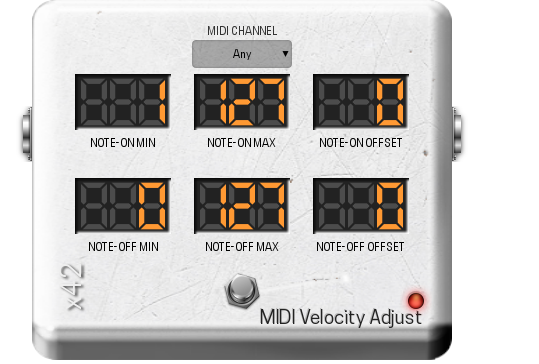 MIDI CHANNEL
Any
1 127 0
NOTE-ON MIN NOTE-ON MAX NOTE-ON OFFSET
0 127 0
NOTE-OFF MIN NOTE-OFF MAX NOTE-OFF OFFSET
x42
MIDI Velocity Adjust